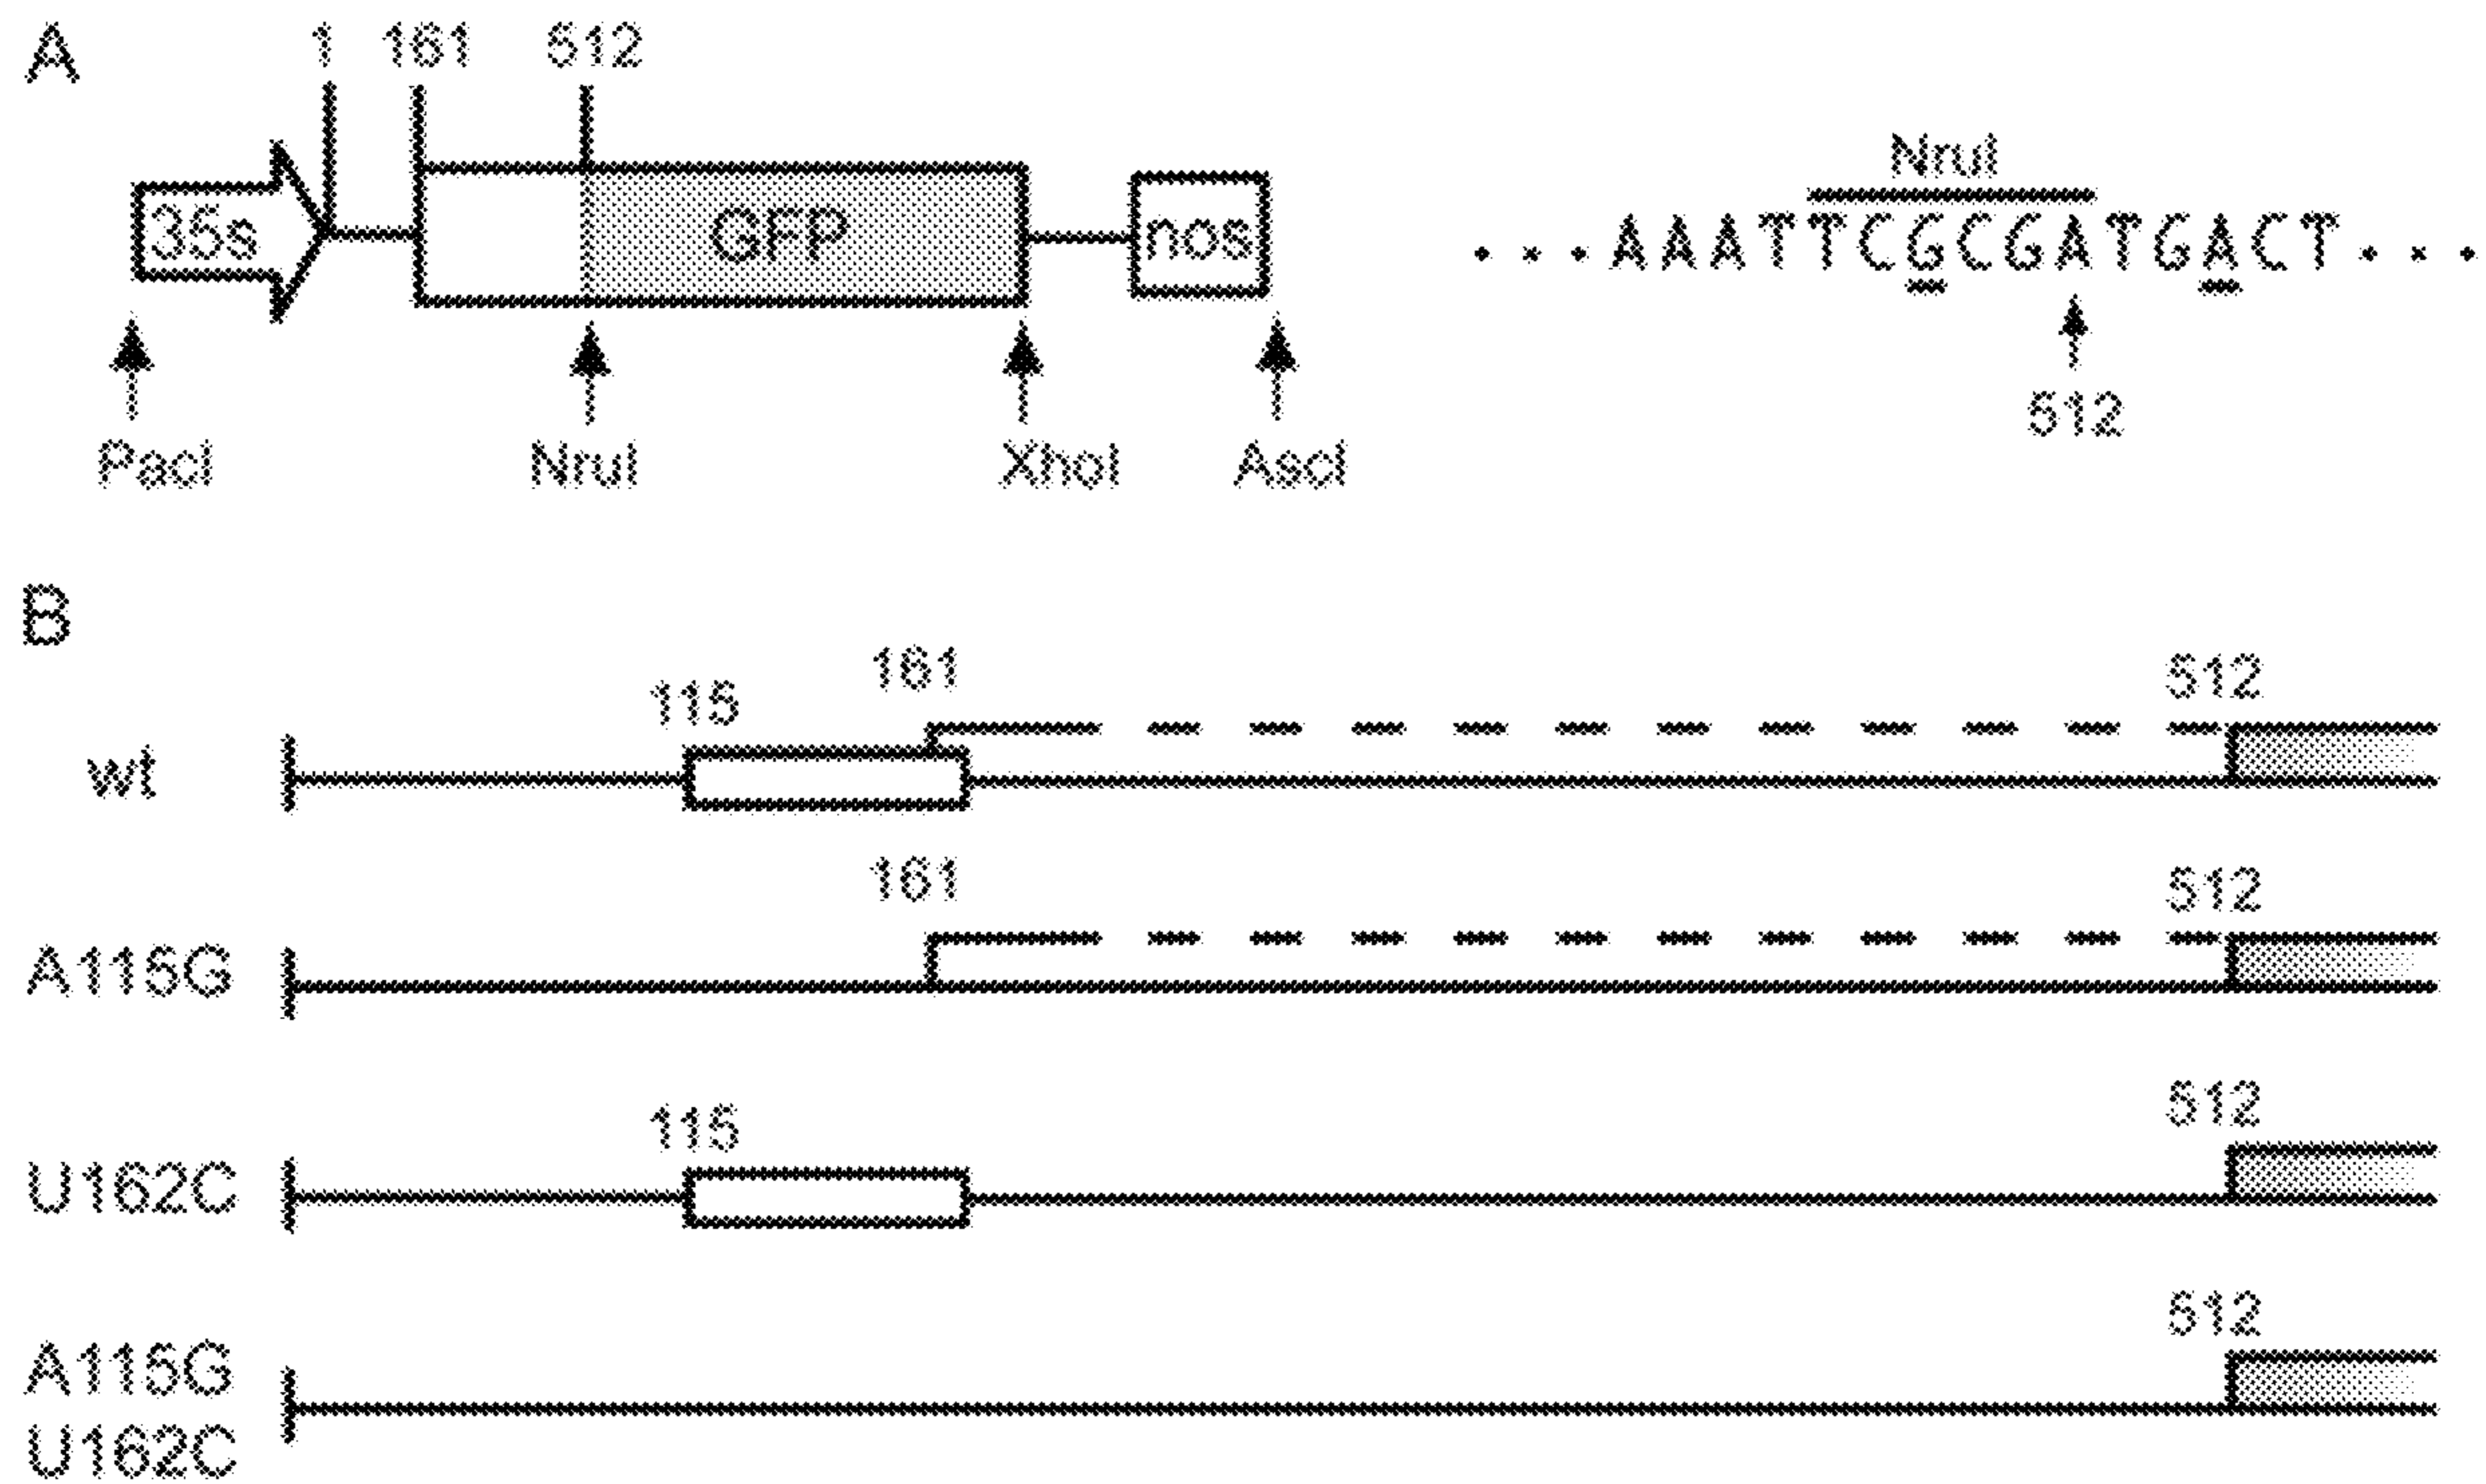 A
1 161 512
35s GFP nos
PacI NruI XhoI AscI
NruI
...AAATTCGCGATGACT...
512
B
wt 115 161 512
A115G 161 512
U162C 115 512
A115G
U162C 512